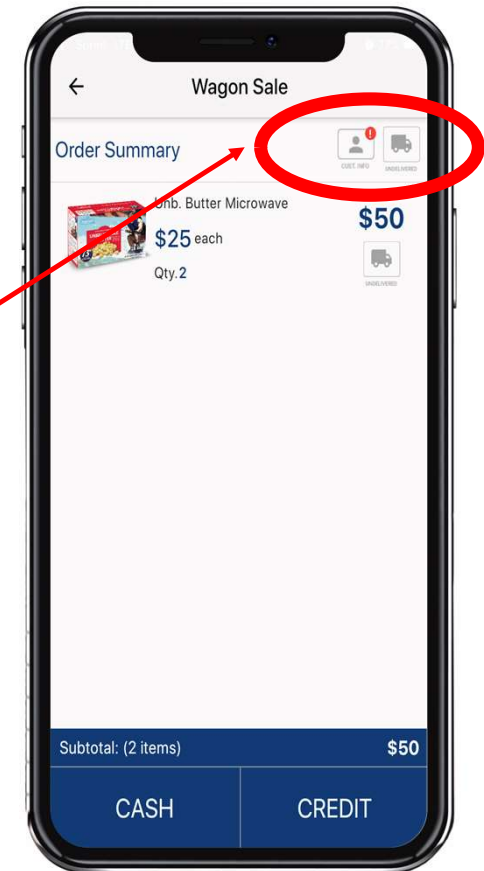 Wagon Sale
Order Summary
!
CUST. INFO
UNDELIVERED
Unb. Butter Microwave
$50
$25 each
Qty. 2
UNDELIVERED
Subtotal: (2 items)
$50
CASH
CREDIT